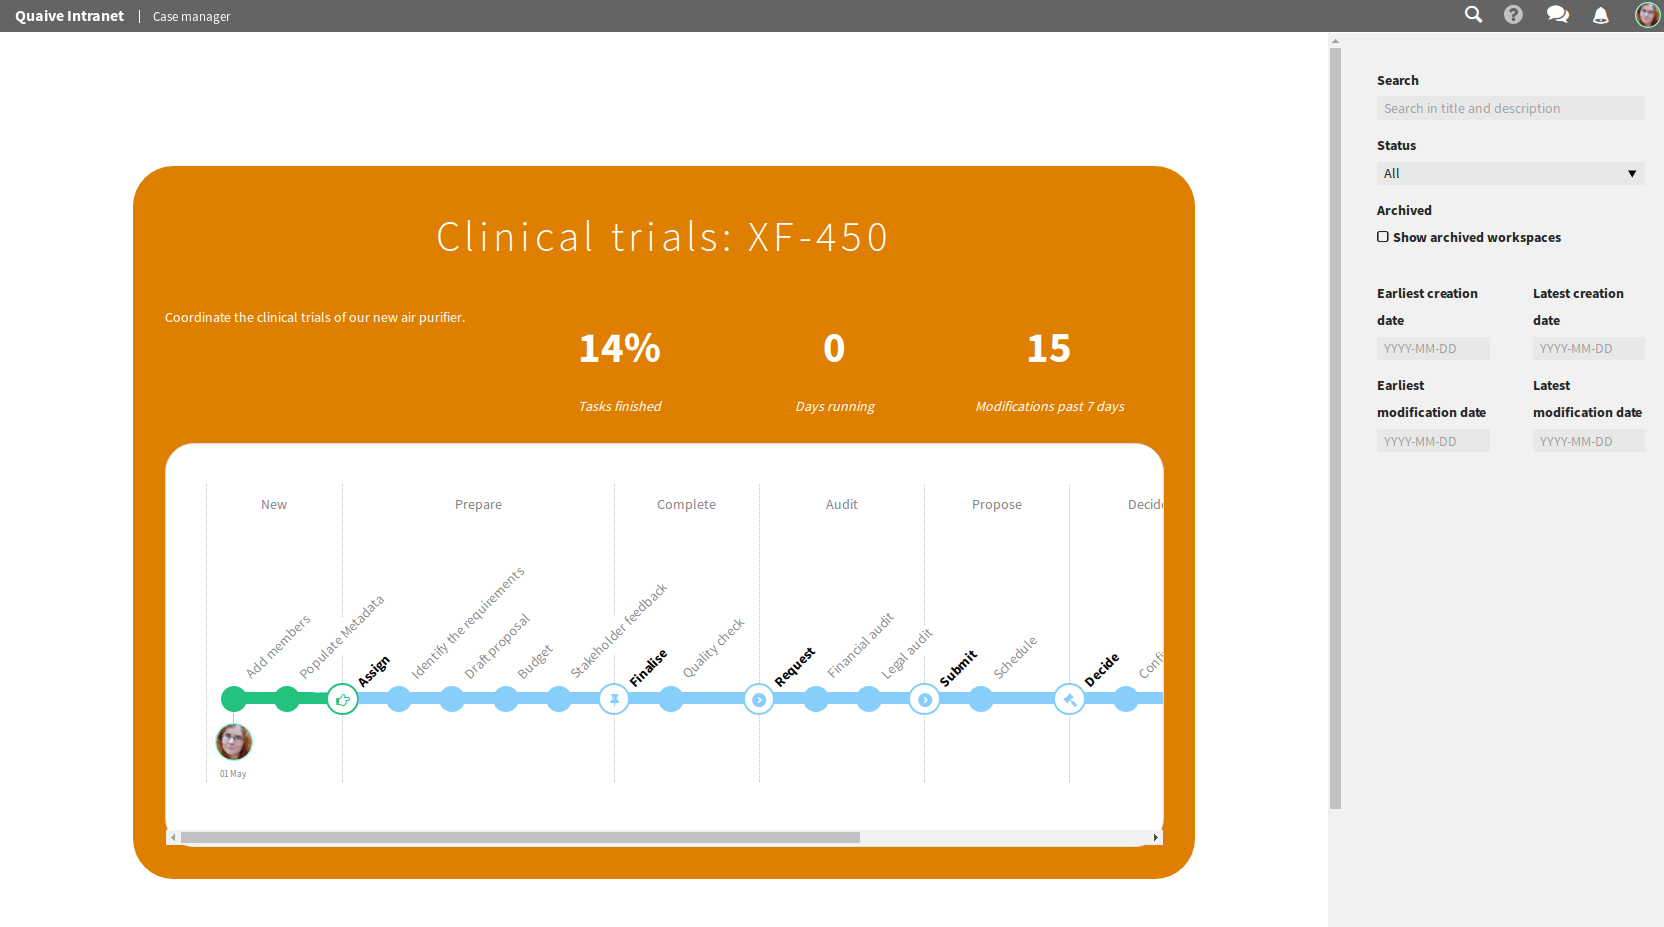 Quaive Intranet | Case manager
Clinical trials: XF-450
Coordinate the clinical trials of our new air purifier.
14%
0
15
Tasks finished
Days running
Modifications past 7 days
New
Prepare
Complete
Audit
Propose
Add members
Populate Metadata
Assign
Identify the requirements
Draft proposal
Budget
Stakeholder feedback
Finalise
Quality check
Request
Financial audit
Legal audit
Submit
Schedule
Decide
01 May
Search
Search in title and description
Status
All
Archived
Show archived workspaces
Earliest creation
date
Latest creation
date
YYYY-MM-DD
YYYY-MM-DD
Earliest
modification date
Latest
modification date
YYYY-MM-DD
YYYY-MM-DD